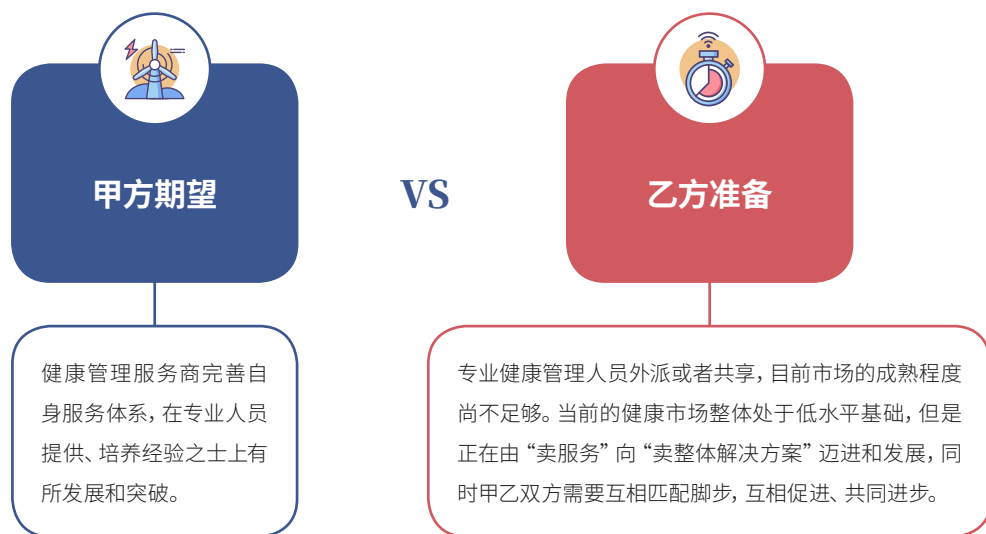 甲方期望
VS
乙方准备
健康管理服务商完善自
身服务体系，在专业人员
提供、培养经验之士上有
所发展和突破。
专业健康管理人员外派或者共享，目前市场的成熟程度
尚不足够。当前的健康市场整体处于低水平基础，但是
正在由“卖服务”向“卖整体解决方案”迈进和发展，同
时甲乙双方需要互相匹配脚步，互相促进、共同进步。